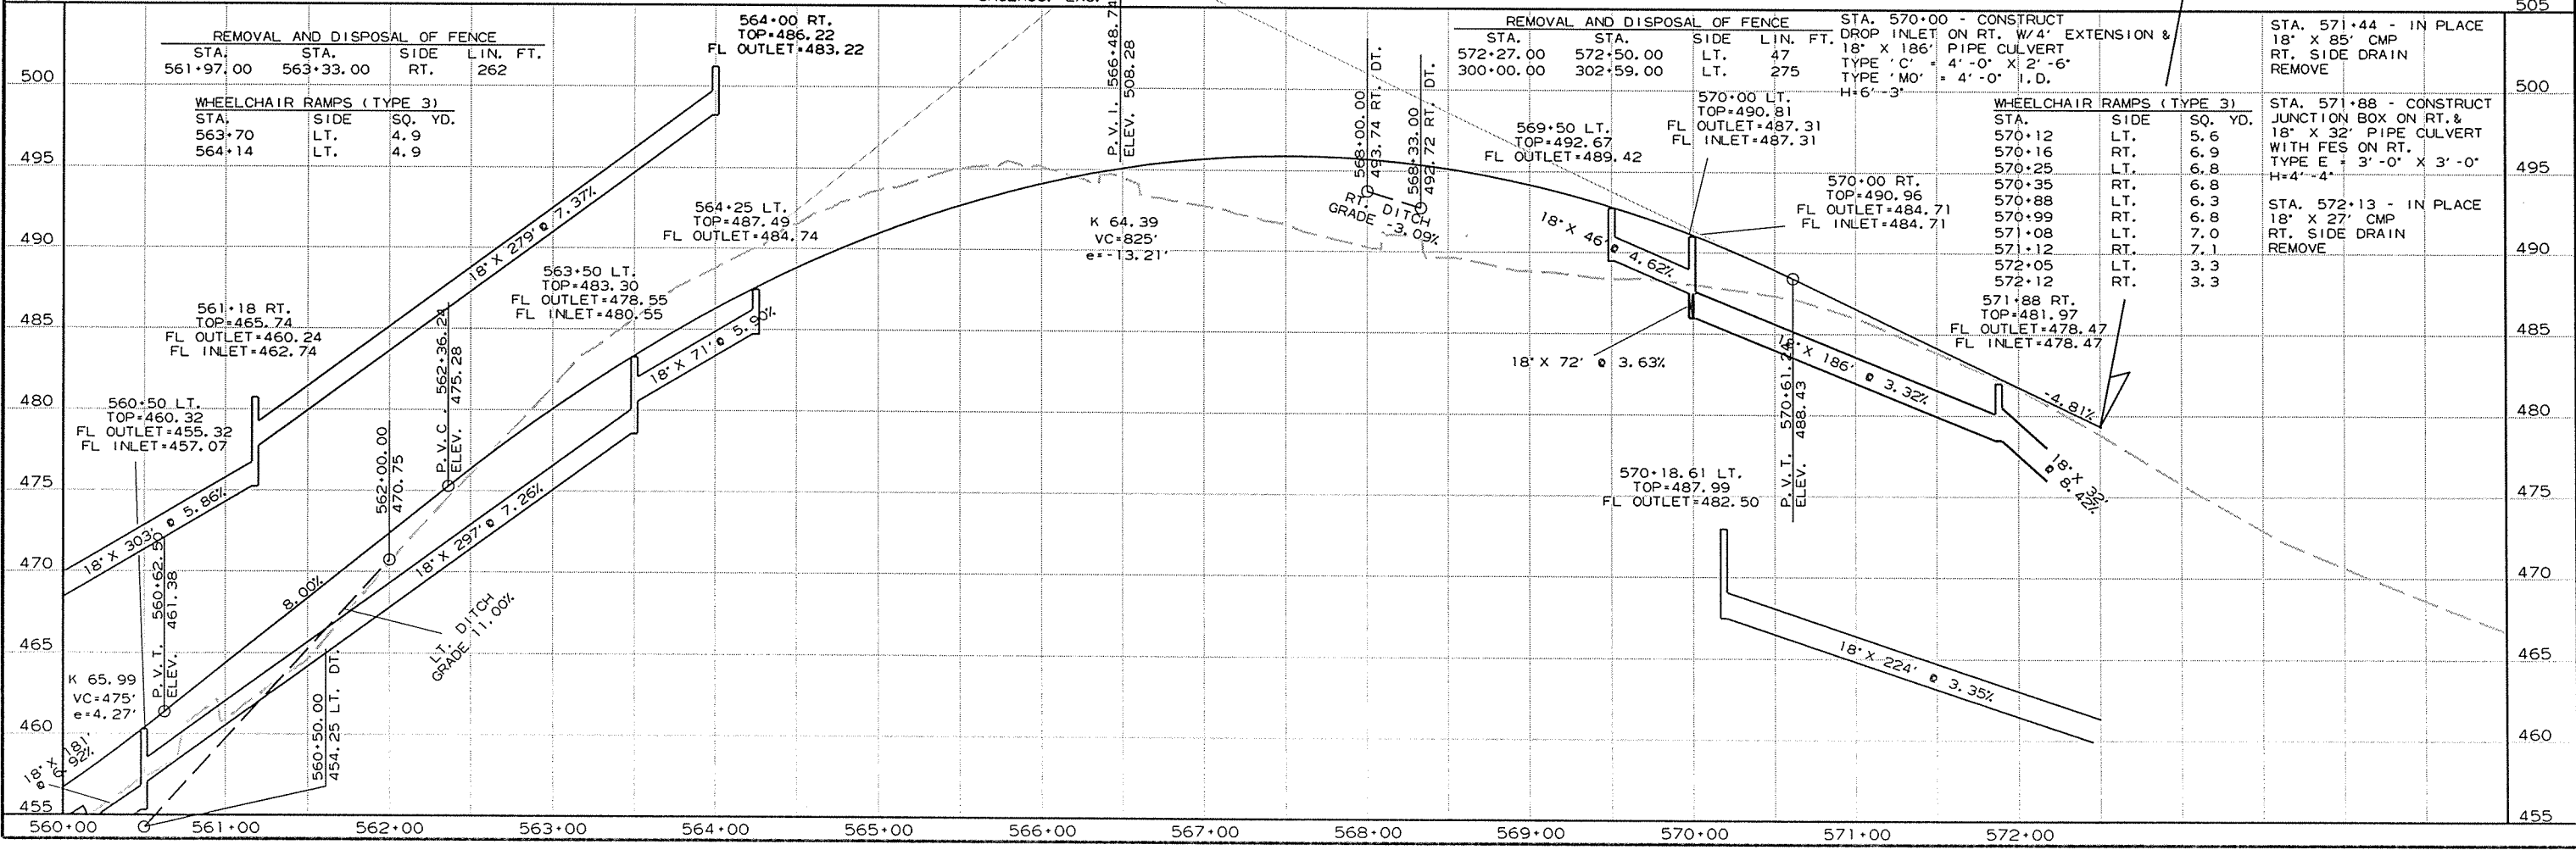 REMOVAL AND DISPOSAL OF FENCE
STA. STA. SIDE LIN. FT.
561+97.00 563+33.00 RT. 262
WHEELCHAIR RAMPS (TYPE 3)
STA. SIDE SQ. YD.
563+70 LT. 4.9
564+14 LT. 4.9
564+00 RT.
TOP=486.22
FL OUTLET=483.22
P.V.I. 566+48.74
ELEV. 508.28
568+00.00
493.74 RT. DT.
568+33.00
492.72 RT. DT.
REMOVAL AND DISPOSAL OF FENCE
STA. STA. SIDE LIN. FT.
572+27.00 572+50.00 LT. 47
300+00.00 302+59.00 LT. 275
STA. 570+00 - CONSTRUCT
DROP INLET ON RT. W/4' EXTENSION &
18" X 186' PIPE CULVERT
TYPE 'C' = 4'-0" X 2'-6"
TYPE 'MO' = 4'-0" I.D.
H=6'-3"
STA. 571+44 - IN PLACE
18" X 85' CMP
RT. SIDE DRAIN
REMOVE
WHEELCHAIR RAMPS (TYPE 3)
STA. SIDE SQ. YD.
570+12 LT. 5.6
570+16 RT. 6.9
570+25 LT. 6.8
570+35 RT. 6.8
570+88 LT. 6.3
570+99 RT. 6.8
571+08 LT. 7.0
571+12 RT. 7.1
572+05 LT. 3.3
572+12 RT. 3.3
STA. 571+88 - CONSTRUCT
JUNCTION BOX ON RT.&
18" X 32' PIPE CULVERT
WITH FES ON RT.
TYPE E = 3'-0" X 3'-0"
H=4'-4"
STA. 572+13 - IN PLACE
18" X 27' CMP
RT. SIDE DRAIN
REMOVE
569+50 LT.
TOP=492.67
FL OUTLET=489.42
570+00 LT.
TOP=490.81
FL OUTLET=487.31
FL INLET=487.31
570+00 RT.
TOP=490.96
FL OUTLET=484.71
FL INLET=484.71
571+88 RT.
TOP=481.97
FL OUTLET=478.47
FL INLET=478.47
564+25 LT.
TOP=487.49
FL OUTLET=484.74
563+50 LT.
TOP=483.30
FL OUTLET=478.55
FL INLET=480.55
561+18 RT.
TOP=465.74
FL OUTLET=460.24
FL INLET=462.74
560+50 LT.
TOP=460.32
FL OUTLET=455.32
FL INLET=457.07
K 64.39
VC=825'
e=-13.21'
RT. DITCH
GRADE -3.09%
18" X 279' @ 7.37%
18" X 46' @ 4.62%
18" X 71' @ 5.90%
18" X 72' @ 3.63%
18" X 186' @ 3.32%
-4.81%
18" X 32' @ 8.42%
P.V.C. 562+36.24
ELEV. 475.28
562+00.00
470.75
18" X 303' @ 5.86%
18" X 297' @ 7.26%
8.00%
P.V.T. 560+62.50
ELEV. 461.38
LT. DITCH
GRADE 11.00%
K 65.99
VC=475'
e=4.27'
18" X 181' @ 6.92%
560+50.00
454.25 LT. DT.
P.V.T. 570+61.24
ELEV. 488.43
570+18.61 LT.
TOP=487.99
FL OUTLET=482.50
18" X 224' @ 3.35%
500
495
490
485
480
475
470
465
460
455
505
500
495
490
485
480
475
470
465
460
455
560+00 561+00 562+00 563+00 564+00 565+00 566+00 567+00 568+00 569+00 570+00 571+00 572+00